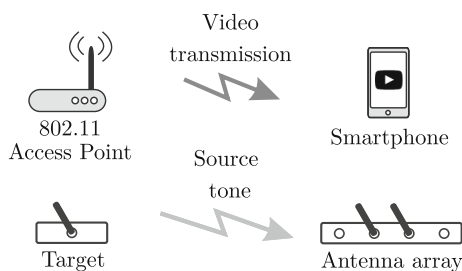 Video
transmission
802.11
Access Point
Smartphone
Source
tone
Target
Antenna array